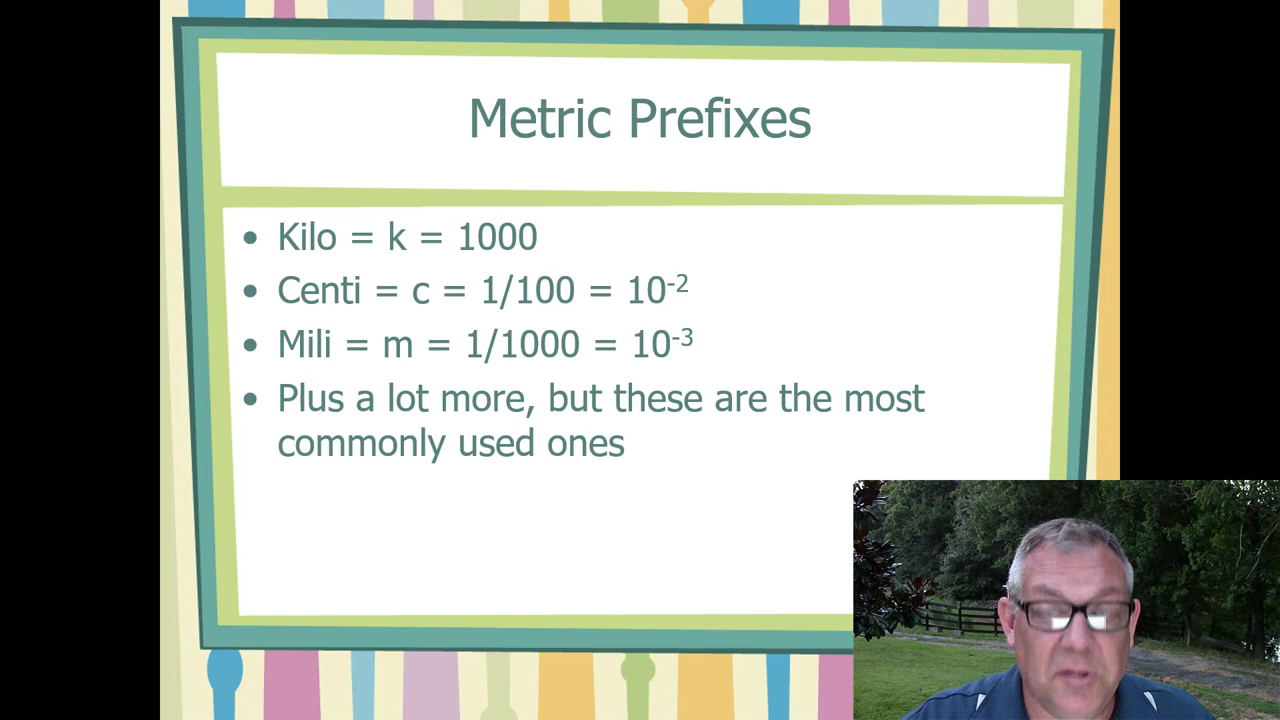 Metric Prefixes
• Kilo = k = 1000
• Centi = c = 1/100 = 10⁻²
• Mili = m = 1/1000 = 10⁻³
• Plus a lot more, but these are the most
commonly used ones